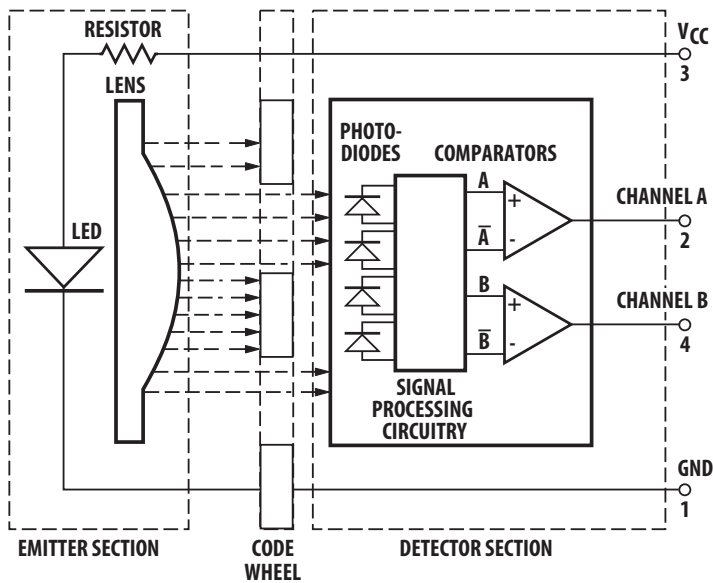 RESISTOR
VCC
3
LENS
PHOTO-
DIODES
COMPARATORS
A
+
CHANNEL A
2
LED
A̅
-
B
+
CHANNEL B
4
B̅
-
SIGNAL
PROCESSING
CIRCUITRY
GND
1
EMITTER SECTION
CODE
WHEEL
DETECTOR SECTION